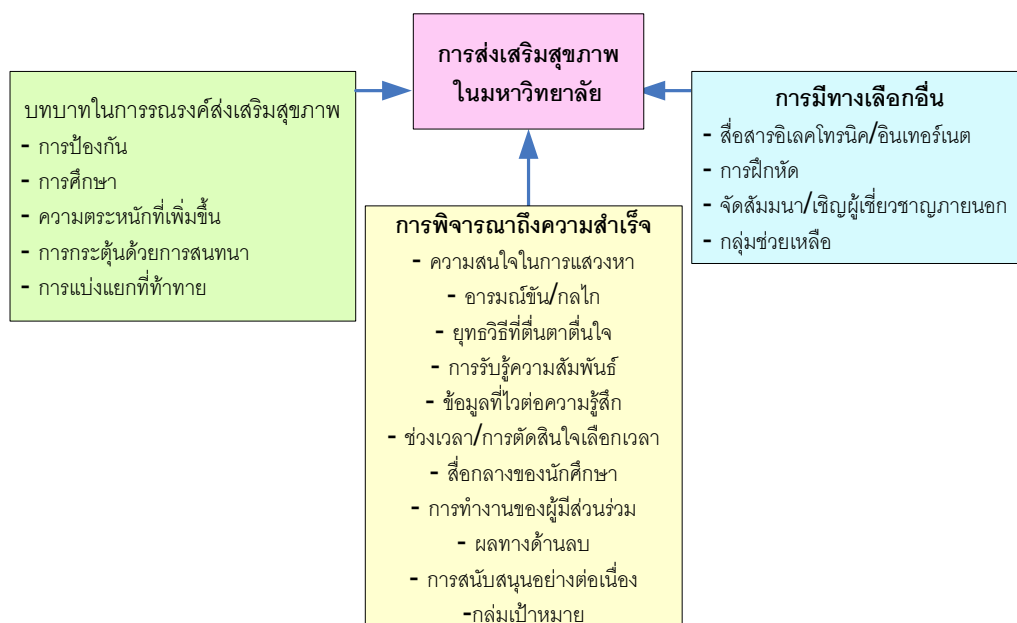 การส่งเสริมสุขภาพ
ในมหาวิทยาลัย
บทบาทในการรณรงค์ส่งเสริมสุขภาพ
- การป้องกัน
- การศึกษา
- ความตระหนักที่เพิ่มขึ้น
- การกระตุ้นด้วยการสนทนา
- การแบ่งแยกที่ท้าทาย
การพิจารณาถึงความสำเร็จ
- ความสนใจในการแสวงหา
- อารมณ์ขัน/กลไก
- ยุทธวิธีที่ตื่นตาตื่นใจ
- การรับรู้ความสัมพันธ์
- ข้อมูลที่ไวต่อความรู้สึก
- ช่วงเวลา/การตัดสินใจเลือกเวลา
- สื่อกลางของนักศึกษา
- การทำงานของผู้มีส่วนร่วม
- ผลทางด้านลบ
- การสนับสนุนอย่างต่อเนื่อง
-กลุ่มเป้าหมาย
การมีทางเลือกอื่น
- สื่อสารอิเลคโทรนิค/อินเทอร์เนต
- การฝึกหัด
- จัดสัมมนา/เชิญผู้เชี่ยวชาญภายนอก
- กลุ่มช่วยเหลือ